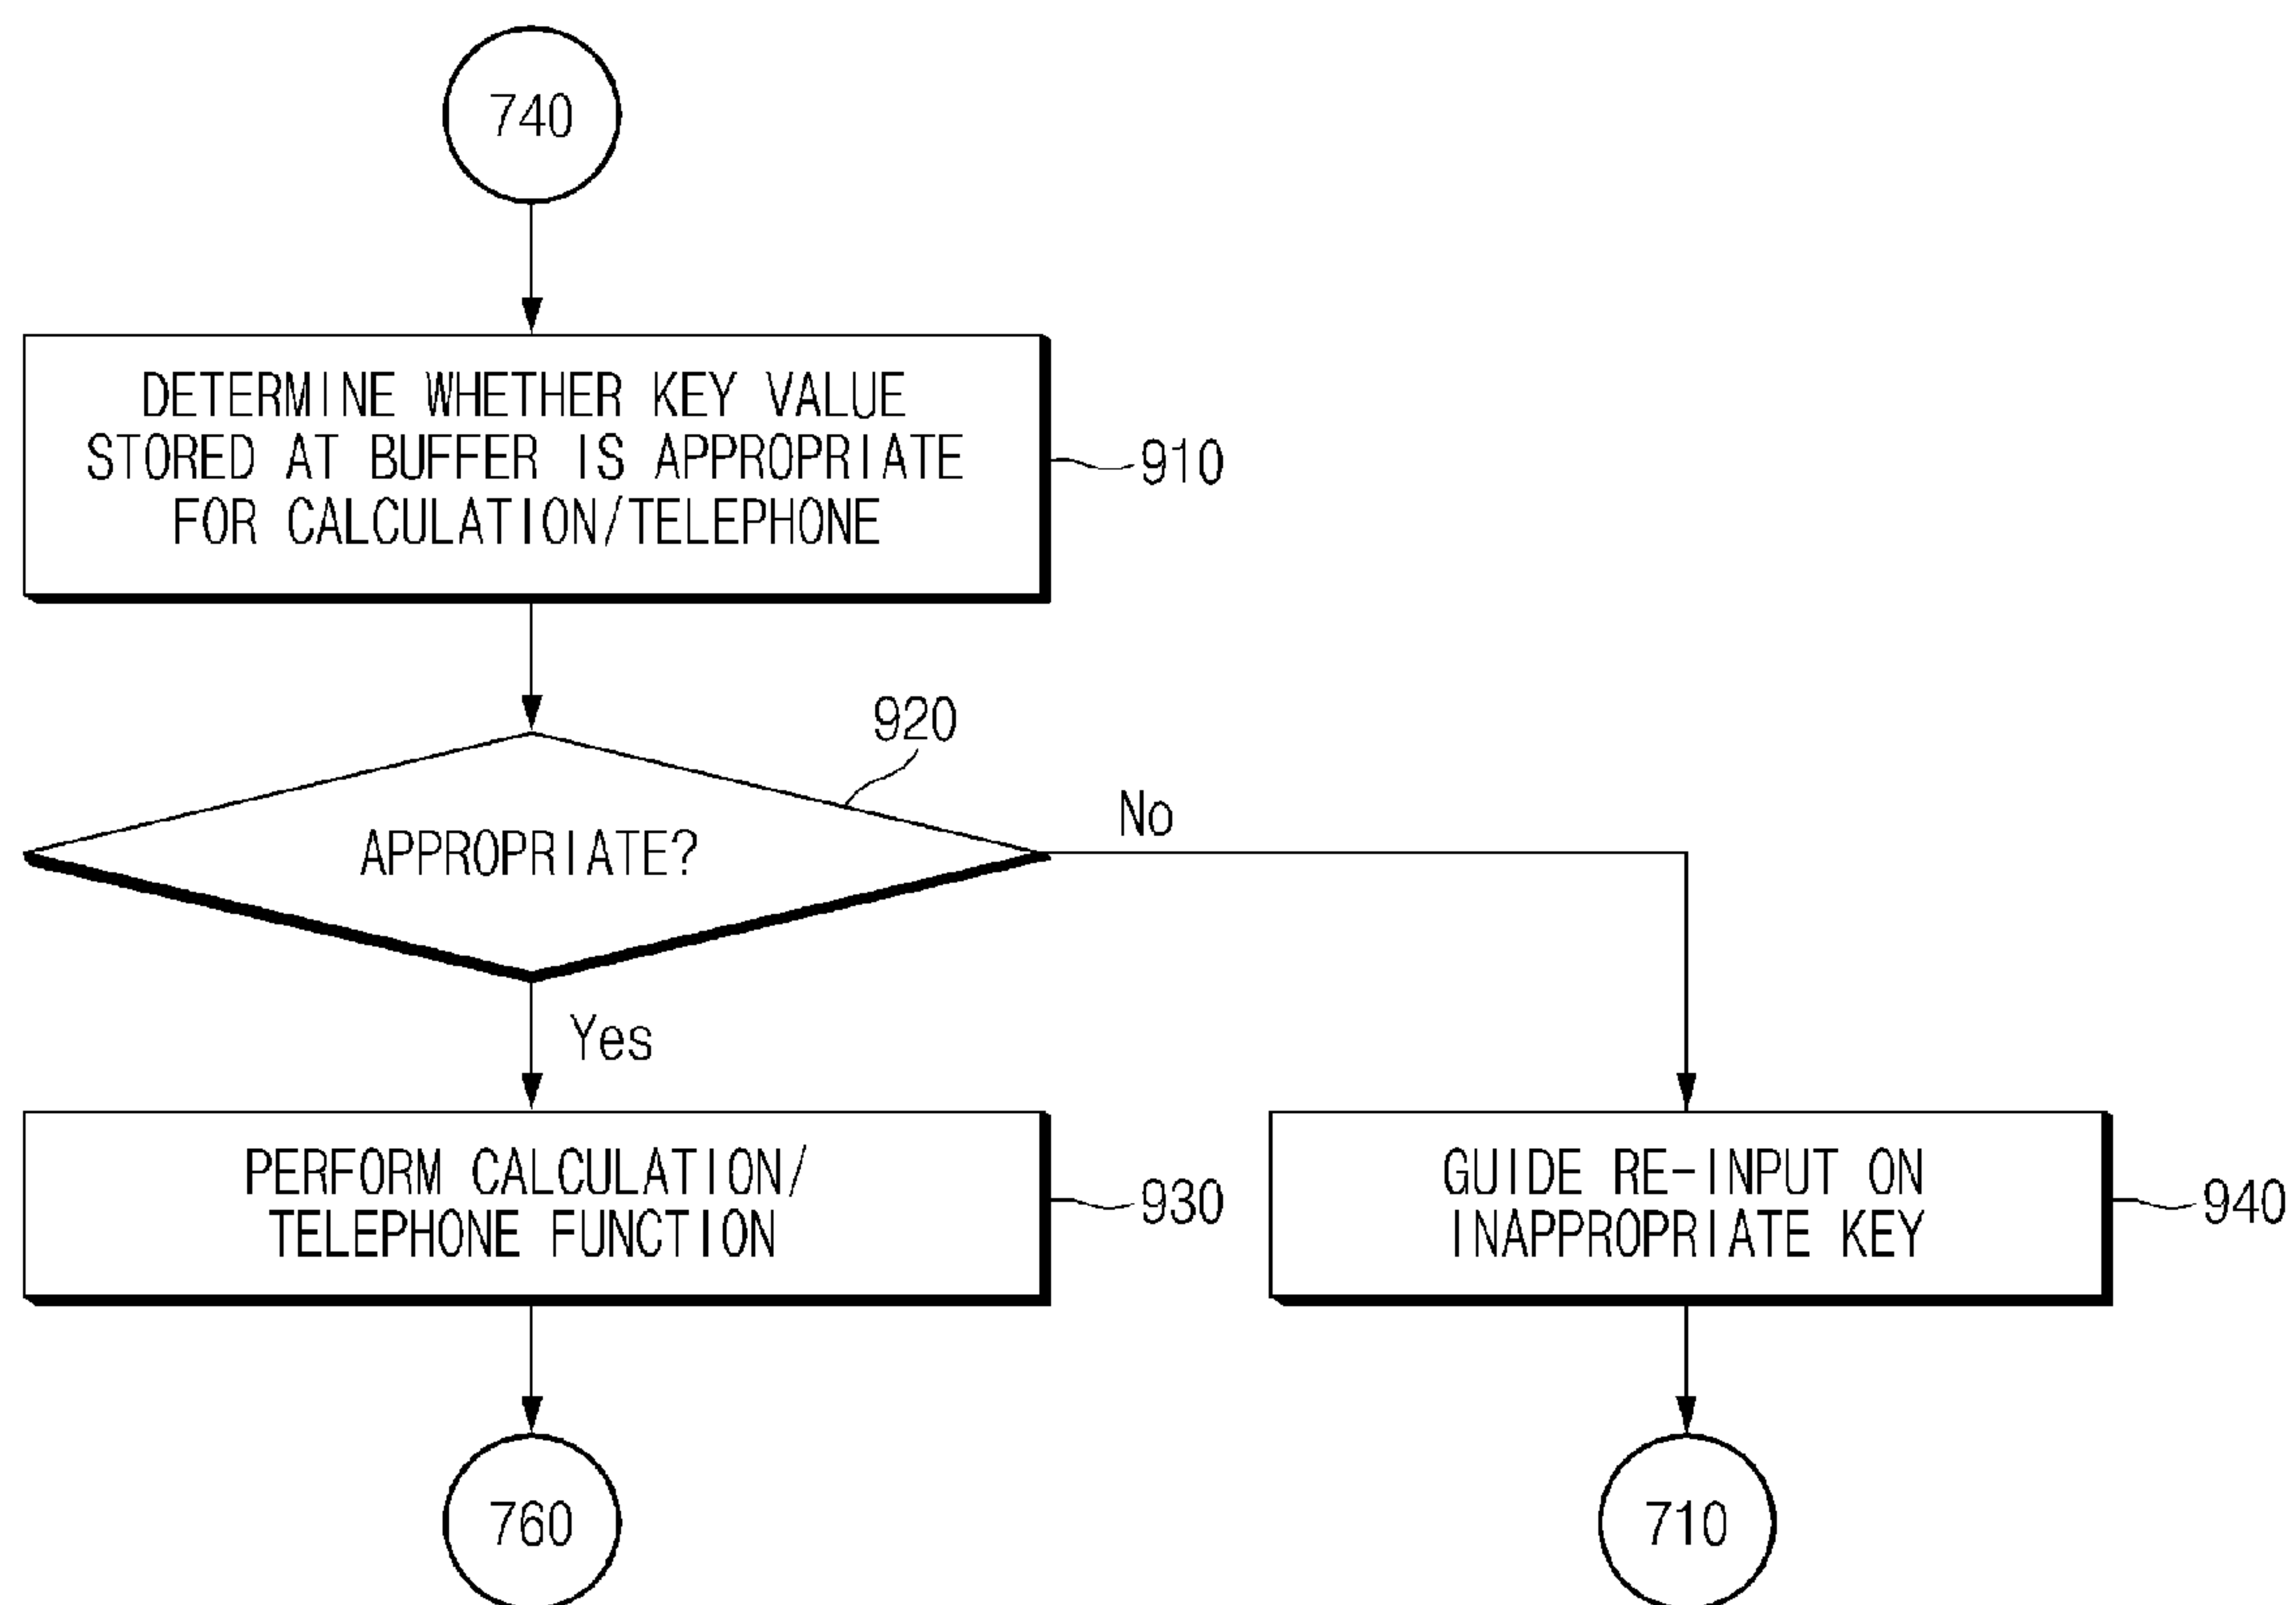 740
DETERMINE WHETHER KEY VALUE
STORED AT BUFFER IS APPROPRIATE
FOR CALCULATION/TELEPHONE
910
920
APPROPRIATE?
No
Yes
PERFORM CALCULATION/
TELEPHONE FUNCTION
930
GUIDE RE-INPUT ON
INAPPROPRIATE KEY
940
760
710